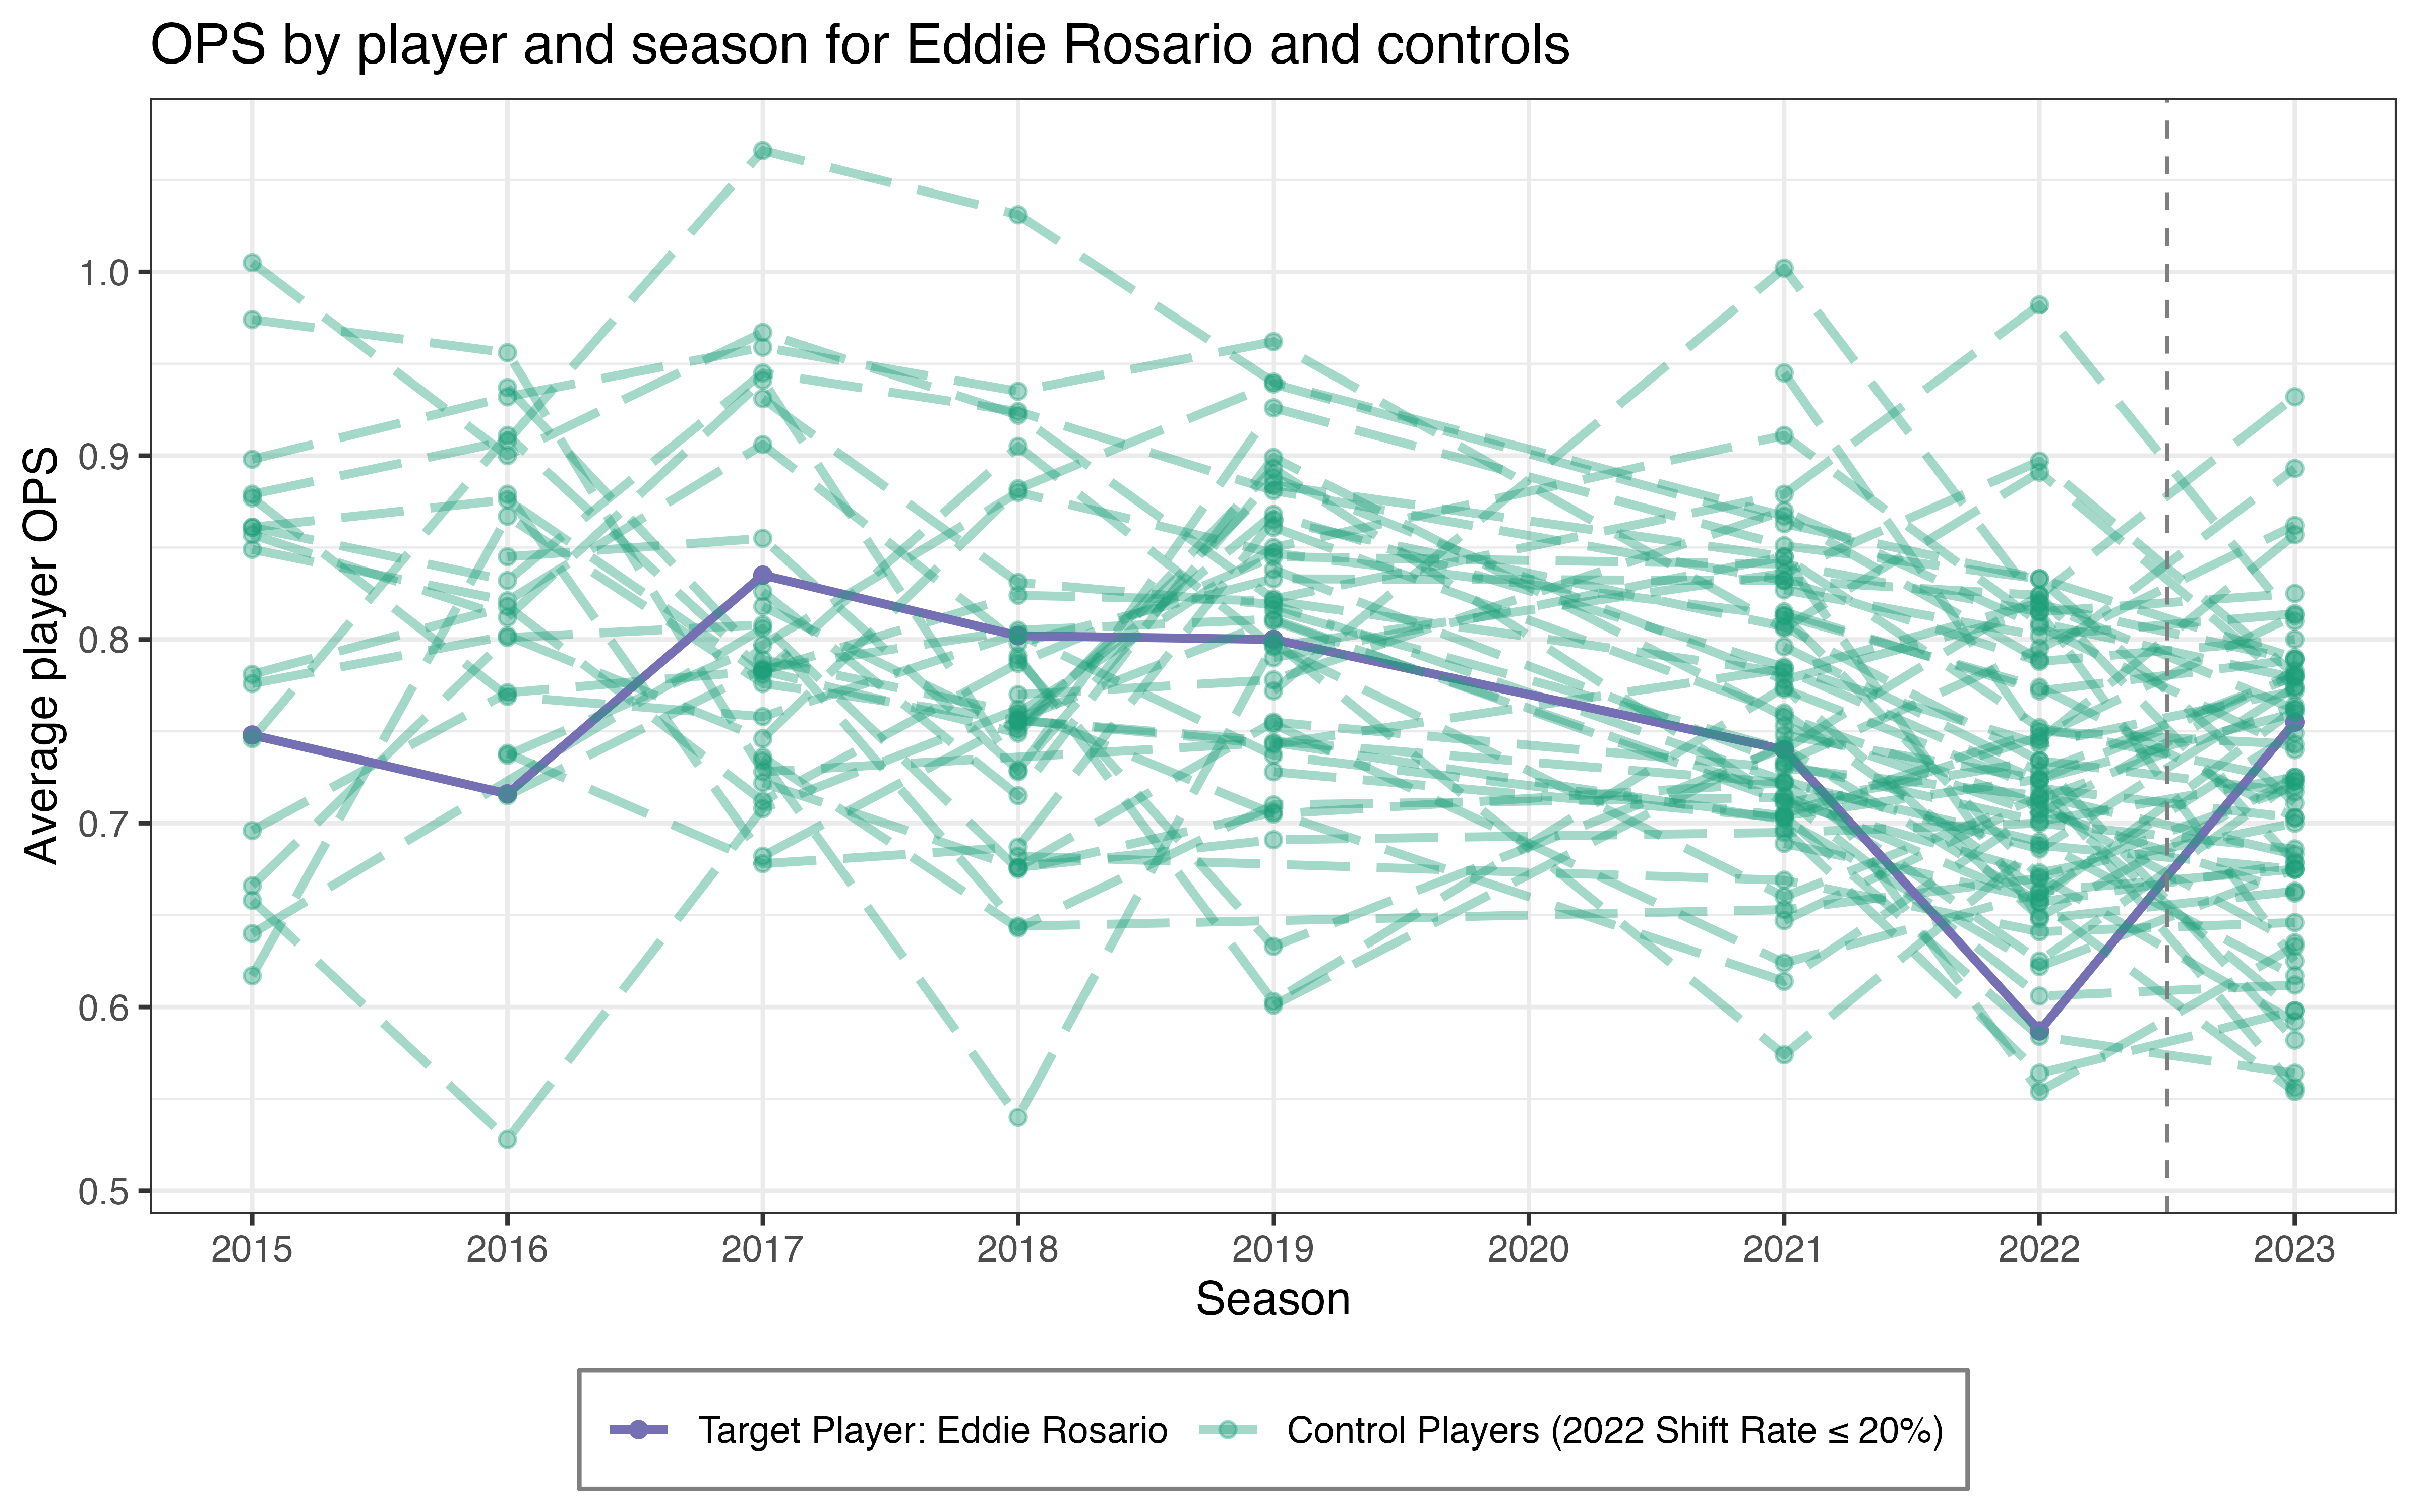 OPS by player and season for Eddie Rosario and controls
Average player OPS
1.0
0.9
0.8
0.7
0.6
0.5
2015 2016 2017 2018 2019 2020 2021 2022 2023
Season
Target Player: Eddie Rosario Control Players (2022 Shift Rate ≤ 20%)